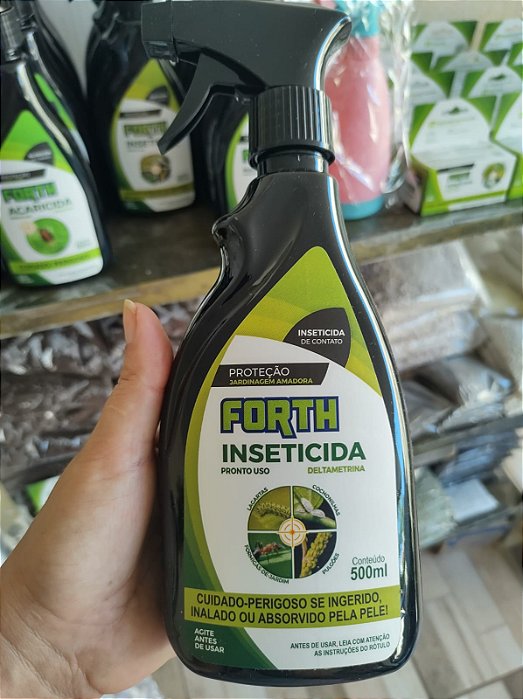 INSETICIDA
DE CONTATO
PROTEÇÃO
JARDINAGEM AMADORA
FORTH
INSETICIDA
PRONTO USO
DELTAMETRINA
LAGARTAS
COCHONILHAS
FORMIGA DE JARDIM
PULGÕES
Conteúdo
500ml
CUIDADO-PERIGOSO SE INGERIDO,
INALADO OU ABSORVIDO PELA PELE!
AGITE
ANTES
DE USAR
ANTES DE USAR, LEIA COM ATENÇÃO
AS INSTRUÇÕES DO RÓTULO
FORTH
ACARICIDA
FORTH
INSETICIDA